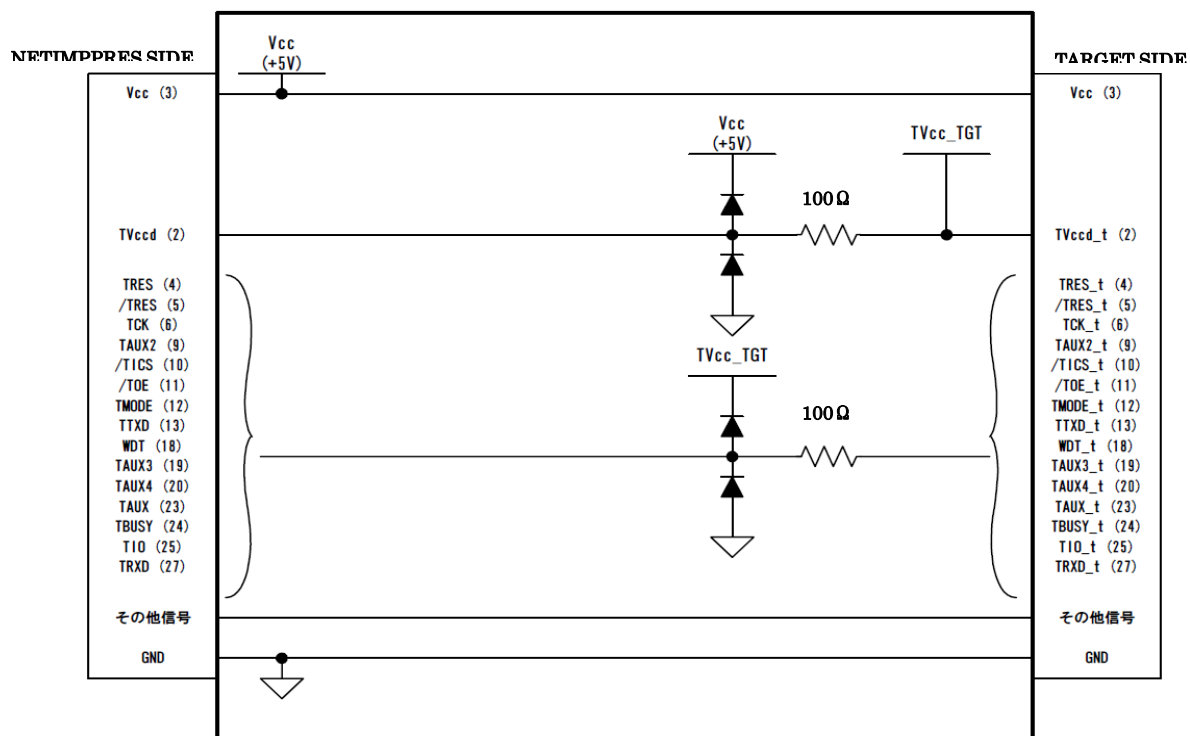 NETIMPPRES SIDE
TARGET SIDE
Vcc
(+5V)
Vcc (3)
Vcc (3)
Vcc
(+5V)
TVcc_TGT
100Ω
TVccd (2)
TVccd_t (2)
TRES (4)
/TRES (5)
TCK (6)
TAUX2 (9)
/TICS (10)
/TOE (11)
TMODE (12)
TTXD (13)
WDT (18)
TAUX3 (19)
TAUX4 (20)
TAUX (23)
TBUSY (24)
TIO (25)
TRXD (27)
TVcc_TGT
100Ω
TRES_t (4)
/TRES_t (5)
TCK_t (6)
TAUX2_t (9)
/TICS_t (10)
/TOE_t (11)
TMODE_t (12)
TTXD_t (13)
WDT_t (18)
TAUX3_t (19)
TAUX4_t (20)
TAUX_t (23)
TBUSY_t (24)
TIO_t (25)
TRXD_t (27)
その他信号
その他信号
GND
GND